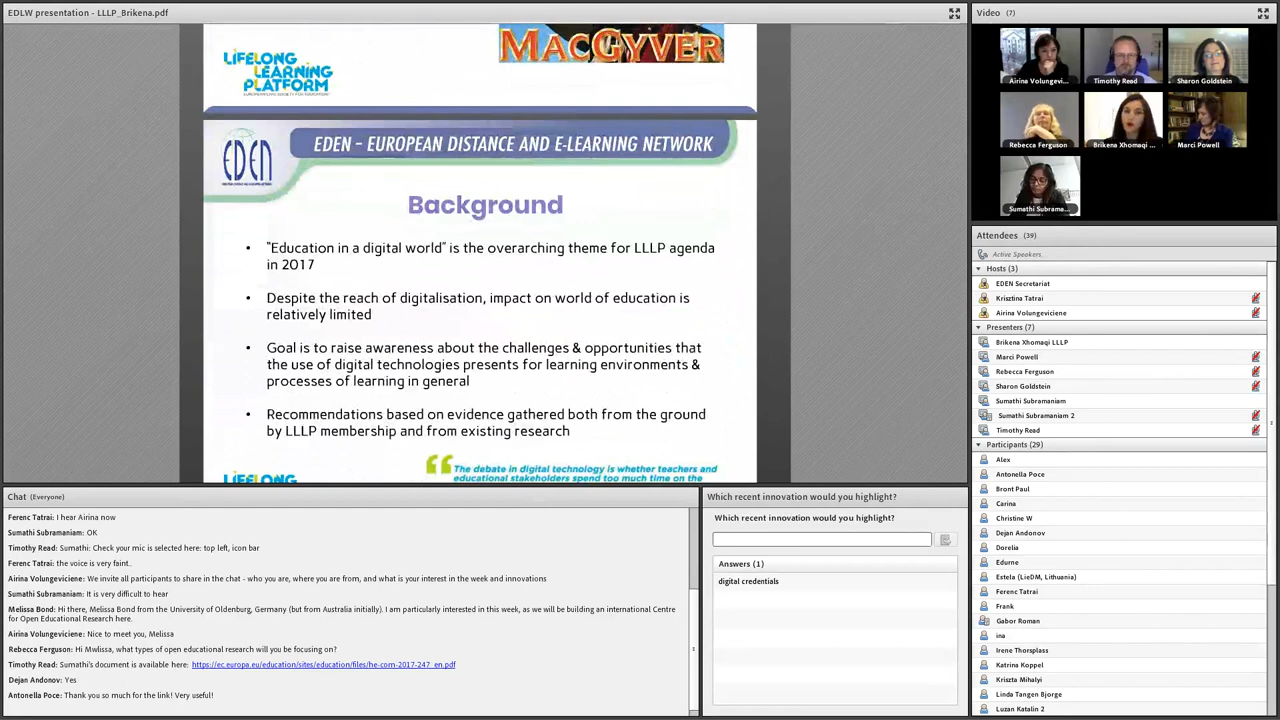 EDLW presentation - LLLP_Brikena.pdf
MACGYVER
LIFELONG
LEARNING
PLATFORM
EDEN
EDEN – EUROPEAN DISTANCE AND E-LEARNING NETWORK
Background
• "Education in a digital world" is the overarching theme for LLLP agenda
in 2017
• Despite the reach of digitalisation, impact on world of education is
relatively limited
• Goal is to raise awareness about the challenges & opportunities that
the use of digital technologies presents for learning environments &
processes of learning in general
• Recommendations based on evidence gathered both from the ground
by LLLP membership and from existing research
LIFELONG
The debate in digital technology is whether teachers and
educational stakeholders spend too much time on the
Video (7)
Airina Volungevi...
Timothy Read
Sharon Goldstein
Rebecca Ferguson
Brikena Xhomaqi ...
Marci Powell
Sumathi Subrama...
Attendees (39)
Active Speakers
Hosts (3)
EDEN Secretariat
Krisztina Tatrai
Airina Volungeviciene
Presenters (7)
Brikena Xhomaqi LLLP
Marci Powell
Rebecca Ferguson
Sharon Goldstein
Sumathi Subramaniam
Sumathi Subramaniam 2
Timothy Read
Participants (29)
Alex
Antonella Poce
Bront Paul
Carina
Christine W
Dejan Andonov
Dorelia
Edurne
Estela (LieDM, Lithuania)
Ferenc Tatrai
Frank
Gabor Roman
ina
Irene Thorsplass
Katrina Koppel
Kriszta Mihalyi
Linda Tangen Bjorge
Luzan Katalin 2
Chat (Everyone)
Ferenc Tatrai: I hear Airina now
Sumathi Subramaniam: OK
Timothy Read: Sumathi: Check your mic is selected here: top left, icon bar
Ferenc Tatrai: the voice is very faint..
Airina Volungeviciene: We invite all participants to share in the chat - who you are, where you are from, and what is your interest in the week and innovations
Sumathi Subramaniam: It is very difficult to hear
Melissa Bond: Hi there, Melissa Bond from the University of Oldenburg, Germany (but from Australia initially). I am particularly interested in this week, as we will be building an international Centre
for Open Educational Research here.
Airina Volungeviciene: Nice to meet you, Melissa
Rebecca Ferguson: Hi Mwlissa, what types of open educational research will you be focusing on?
Timothy Read: Sumathi's document is available here: https://ec.europa.eu/education/sites/education/files/he-com-2017-247_en.pdf
Dejan Andonov: Yes
Antonella Poce: Thank you so much for the link! Very useful!
Which recent innovation would you highlight?
Which recent innovation would you highlight?
Answers (1)
digital credentials